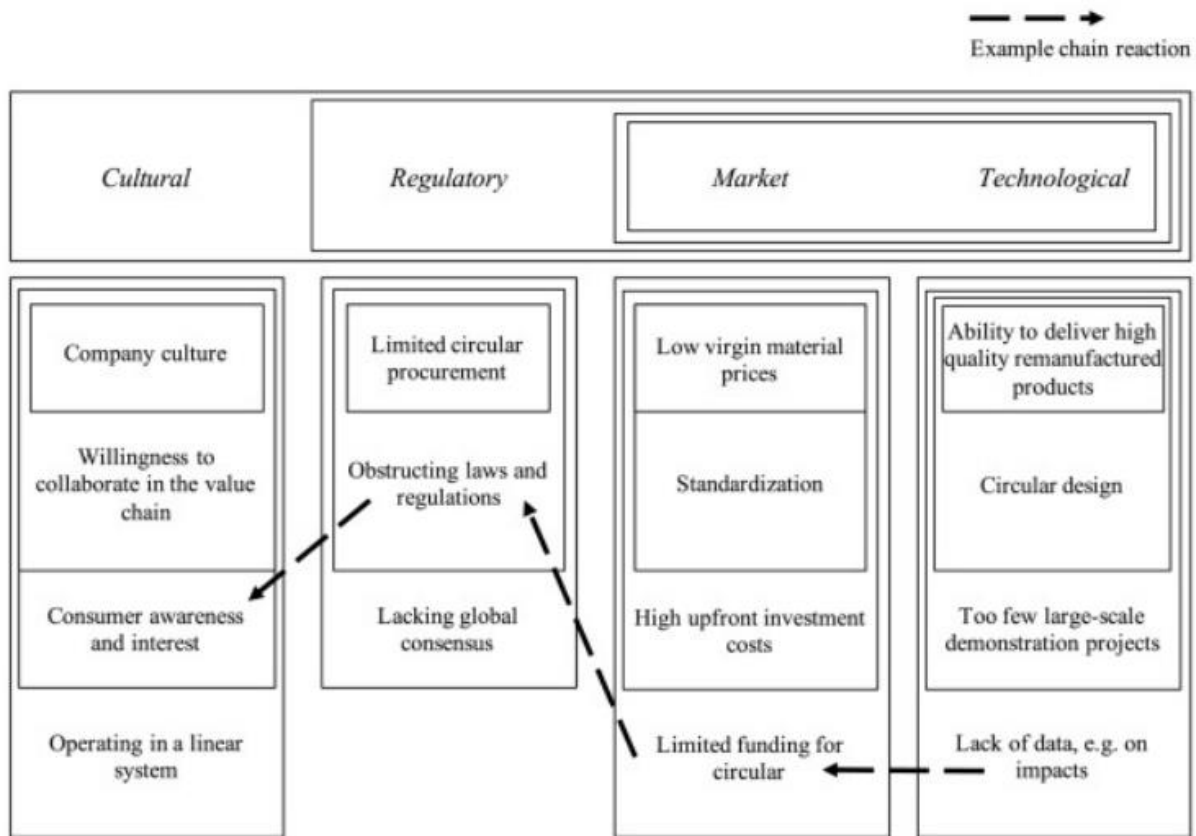 Example chain reaction
Cultural
Regulatory
Market
Technological
Company culture
Willingness to
collaborate in the value
chain
Consumer awareness
and interest
Operating in a linear
system
Limited circular
procurement
Obstructing laws and
regulations
Lacking global
consensus
Low virgin material
prices
Standardization
High upfront investment
costs
Limited funding for
circular
Ability to deliver high
quality remanufactured
products
Circular design
Too few large-scale
demonstration projects
Lack of data, e.g. on
impacts